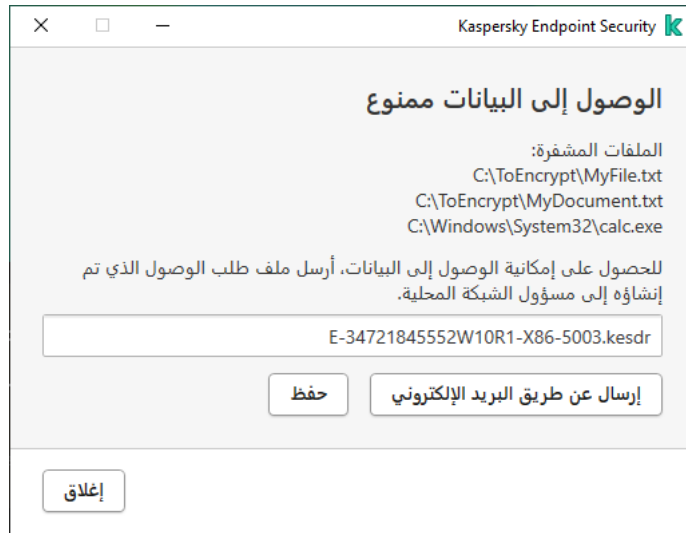 Kaspersky Endpoint Security
الوصول إلى البيانات ممنوع
الملفات المشفرة:
C:\ToEncrypt\MyFile.txt
C:\ToEncrypt\MyDocument.txt
C:\Windows\System32\calc.exe
للحصول على إمكانية الوصول إلى البيانات، أرسل ملف طلب الوصول الذي تم
إنشاؤه إلى مسؤول الشبكة المحلية.
E-34721845552W10R1-X86-5003.kesdr
إرسال عن طريق البريد الإلكتروني
حفظ
إغلاق